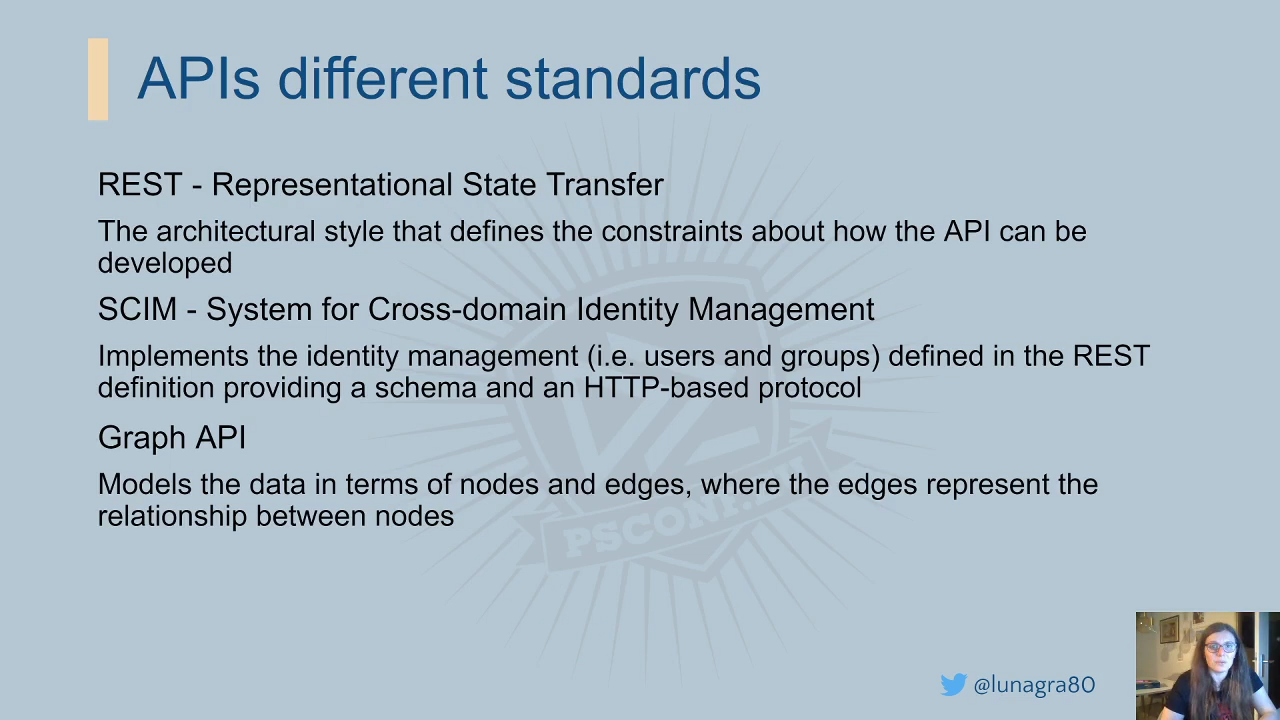 APIs different standards
REST - Representational State Transfer
The architectural style that defines the constraints about how the API can be
developed
SCIM - System for Cross-domain Identity Management
Implements the identity management (i.e. users and groups) defined in the REST
definition providing a schema and an HTTP-based protocol
Graph API
Models the data in terms of nodes and edges, where the edges represent the
relationship between nodes
@lunagra80